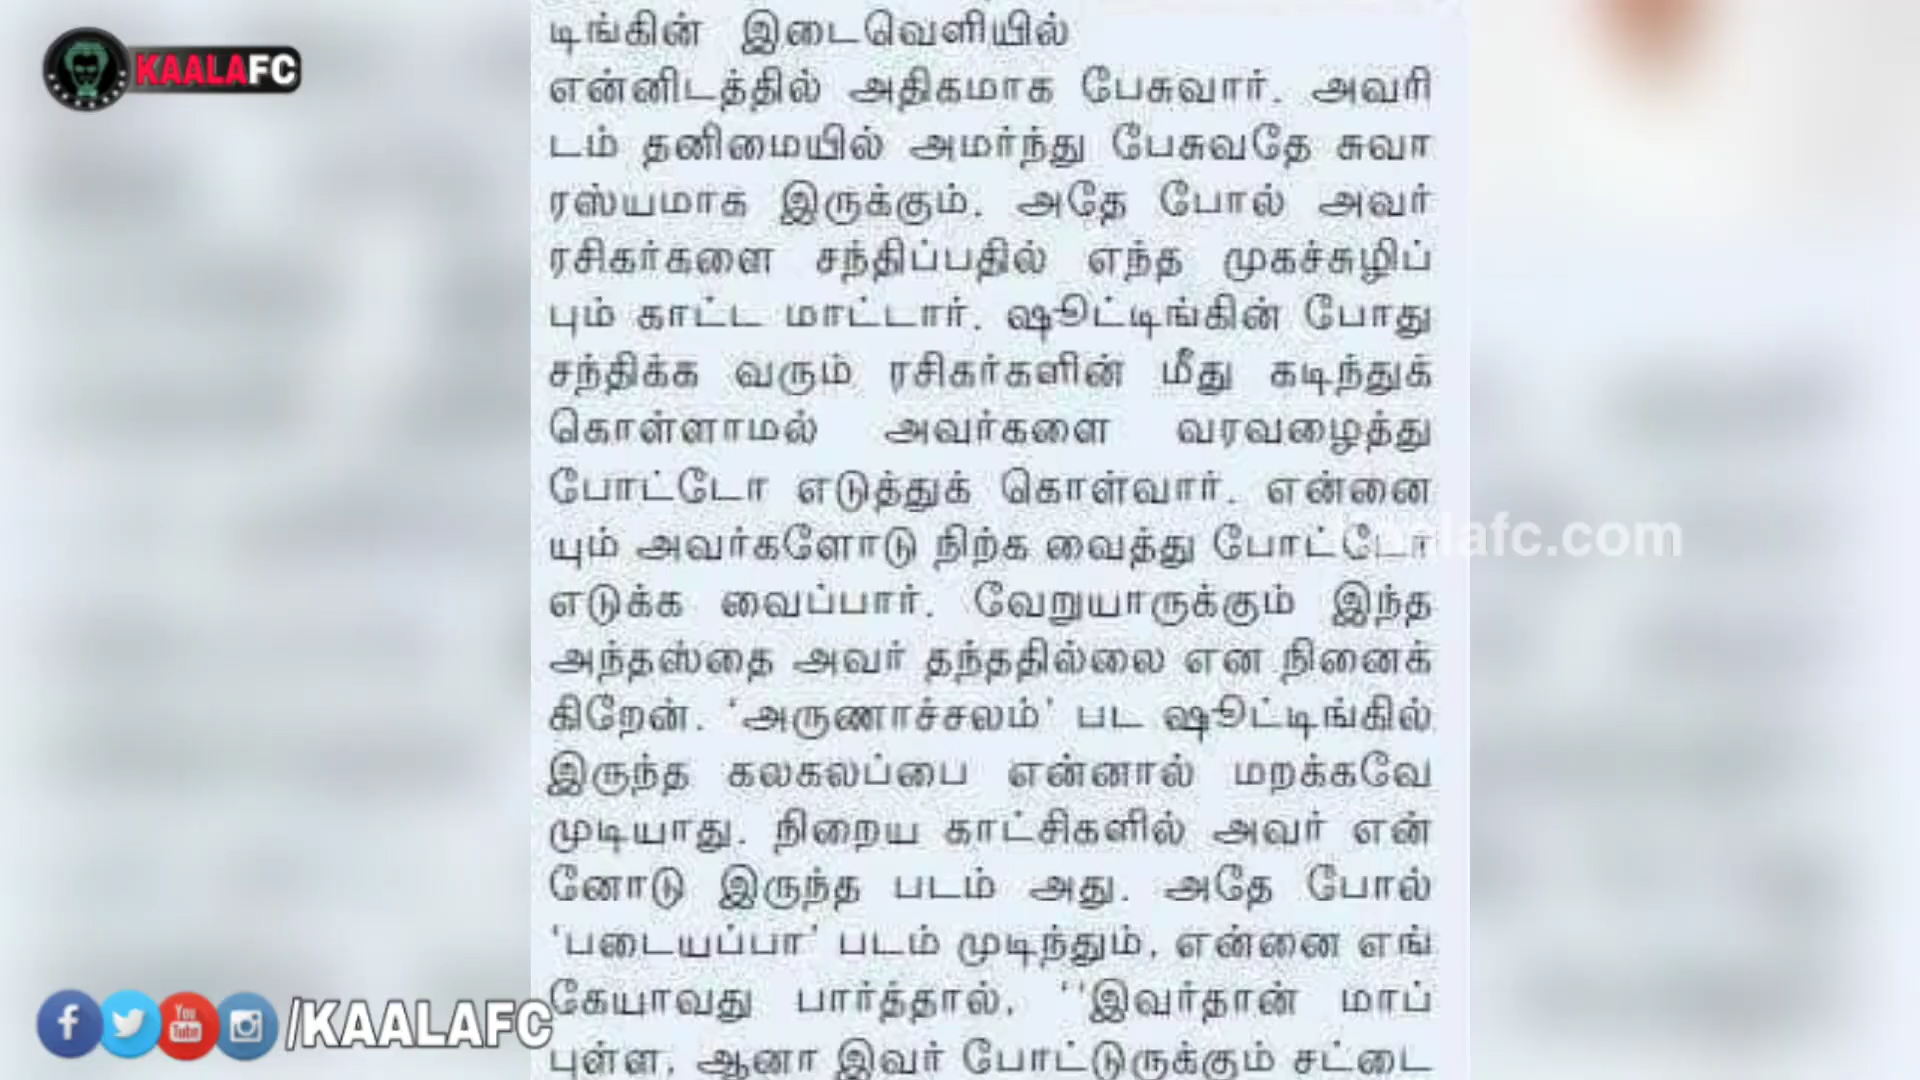 KAALAFC
டிங்கின் இடைவெளியில்
என்னிடத்தில் அதிகமாக பேசுவார். அவரி
டம் தனிமையில் அமர்ந்து பேசுவதே சுவா
ரஸ்யமாக இருக்கும். அதே போல் அவர்
ரசிகர்களை சந்திப்பதில் எந்த முகச்சுழிப்
பும் காட்ட மாட்டார். ஷூட்டிங்கின் போது
சந்திக்க வரும் ரசிகர்களின் மீது கடிந்துக்
கொள்ளாமல் அவர்களை வரவழைத்து
போட்டோ எடுத்துக் கொள்வார். என்னை
யும் அவர்களோடு நிற்க வைத்து போட்டோ
எடுக்க வைப்பார். வேறுயாருக்கும் இந்த
அந்தஸ்தை அவர் தந்ததில்லை என நினைக்
கிறேன். 'அருணாச்சலம்' பட ஷூட்டிங்கில்
இருந்த கலகலப்பை என்னால் மறக்கவே
முடியாது. நிறைய காட்சிகளில் அவர் என்
னோடு இருந்த படம் அது. அதே போல்
'படையப்பா' படம் முடிந்தும், என்னை எங்
கேயாவது பார்த்தால், ''இவர்தான் மாப்
புள்ள, ஆனா இவர் போட்டுருக்கும் சட்டை
/KAALAFC